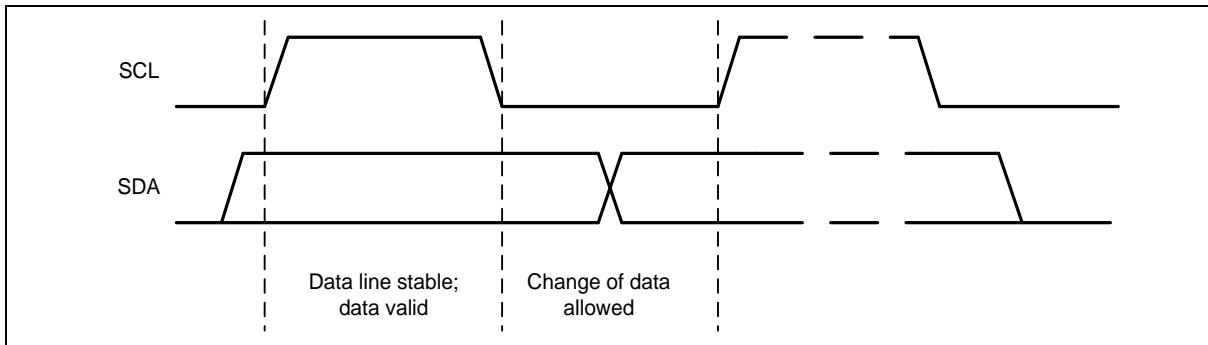 SCL
SDA
Data line stable;
data valid
Change of data
allowed